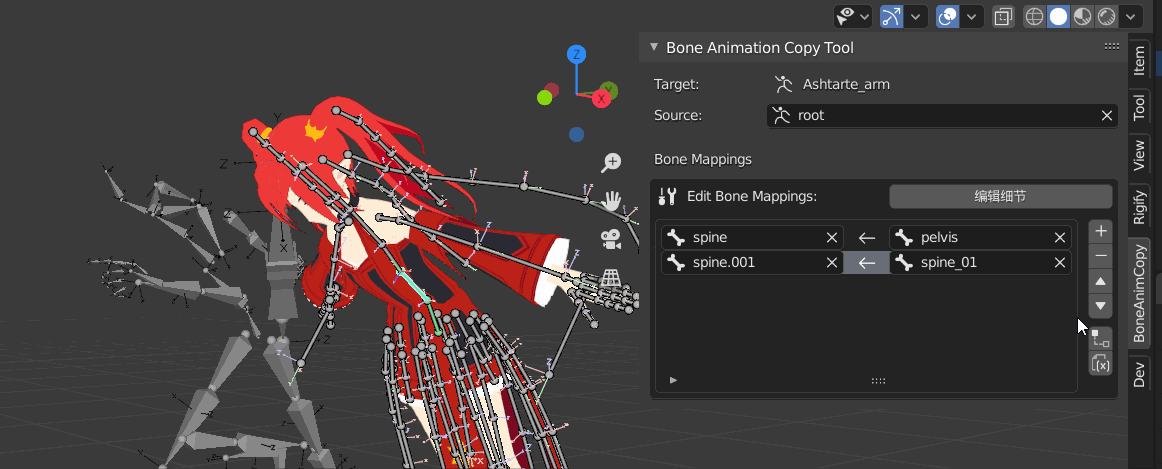 Bone Animation Copy Tool
Target: Ashtarte_arm
Source: root
Bone Mappings
Edit Bone Mappings: 编辑细节
spine pelvis
spine.001 spine_01
Item
Tool
View
Rigify
BoneAnimCopy
Dev
Z
Y
X
Z
Y
Z
X
Z